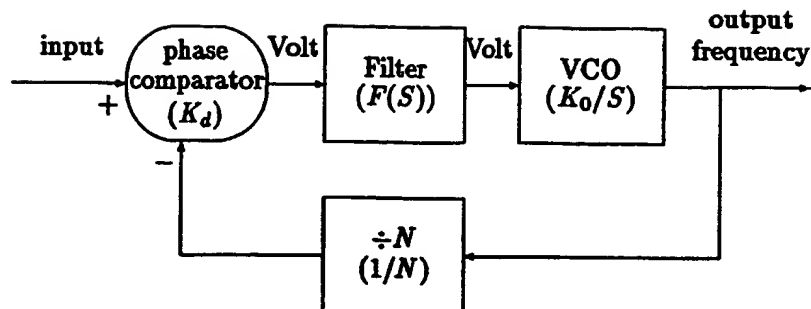 input
+
phase
comparator
(K_d)
−
Volt
Filter
(F(S))
Volt
VCO
(K_0/S)
output
frequency
÷N
(1/N)